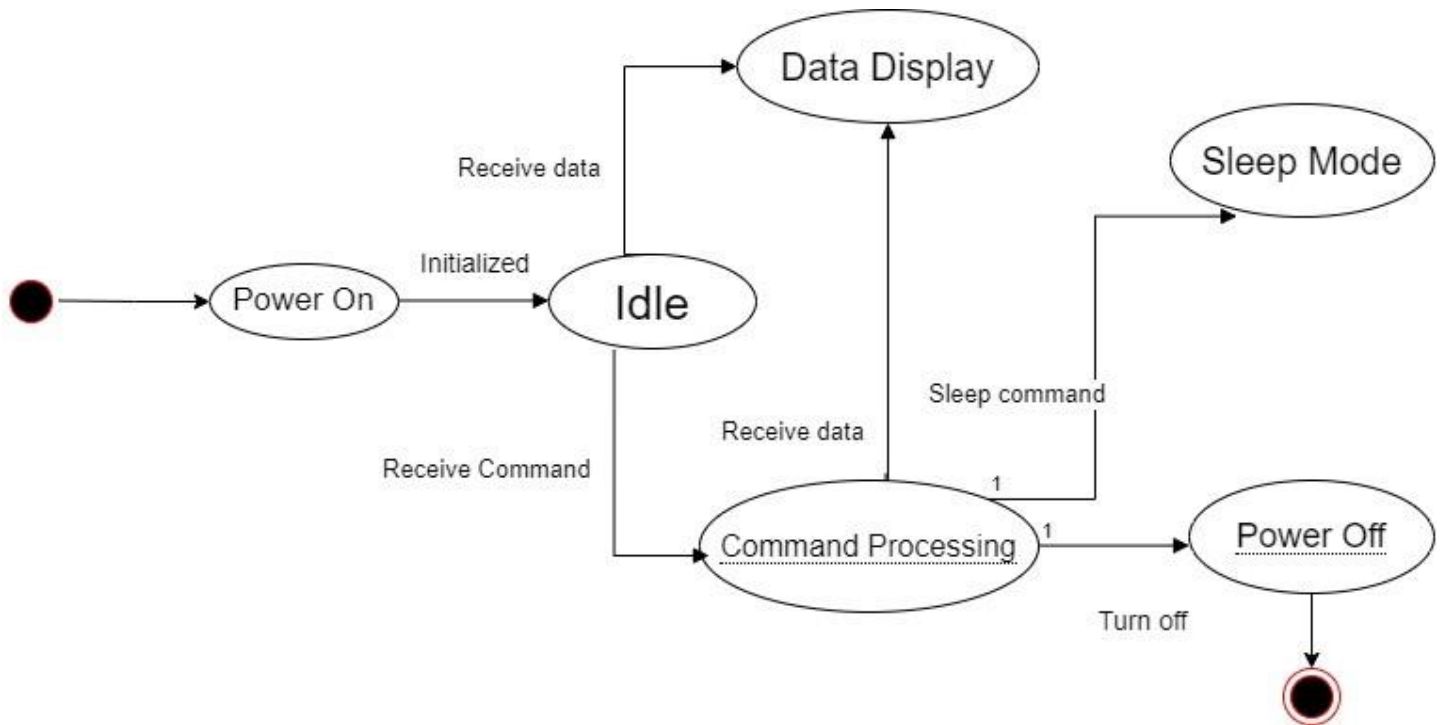 Data Display
Sleep Mode
Receive data
Initialized
Power On
Idle
Sleep command
Receive data
Receive Command
1
1
Command Processing
Power Off
Turn off